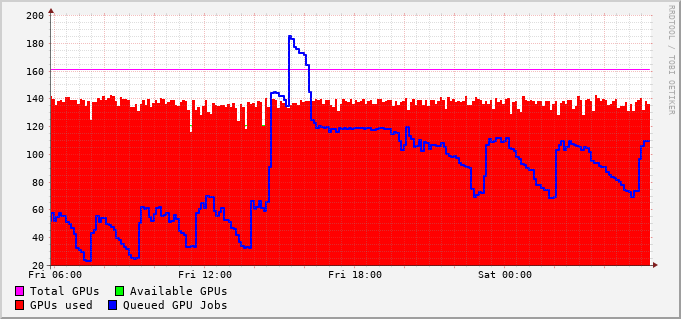 200
180
160
140
120
100
80
60
40
20
Fri 06:00 Fri 12:00 Fri 18:00 Sat 00:00
Total GPUs Available GPUs
GPUs used Queued GPU Jobs
RRDTOOL / TOBI OETIKER